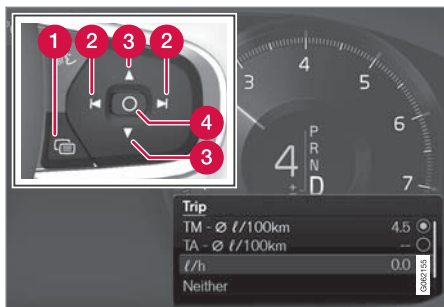 1
2
3
2
4
3
3
4
5
6
7
4
P
R
N
D
+
-
Trip
TM - Ø ℓ/100km 4.5
TA - Ø ℓ/100km --
ℓ/h 0.0
Neither
G062155